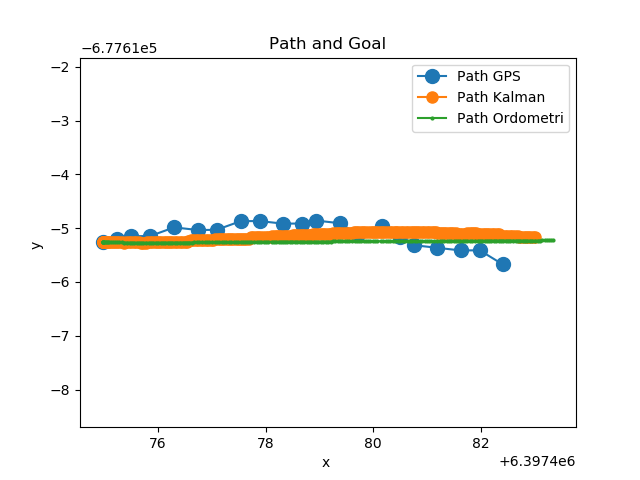 Path and Goal
−6.7761e5
Path GPS
Path Kalman
Path Ordometri
−2
−3
−4
−5
−6
−7
−8
y
76 78 80 82
x
+6.3974e6